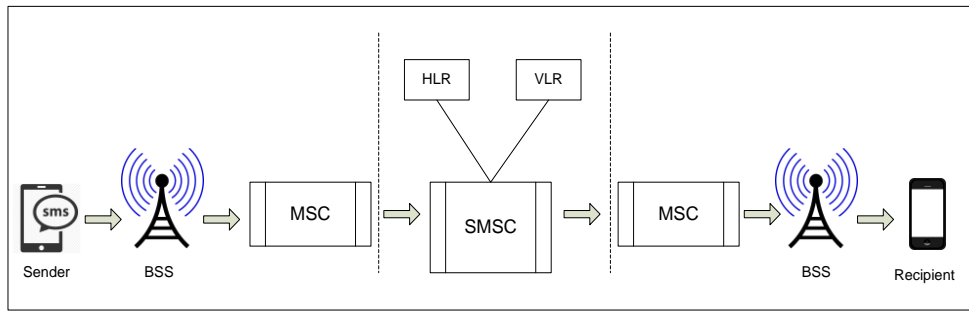 HLR
VLR
sms
MSC
SMSC
MSC
Sender
BSS
BSS
Recipient